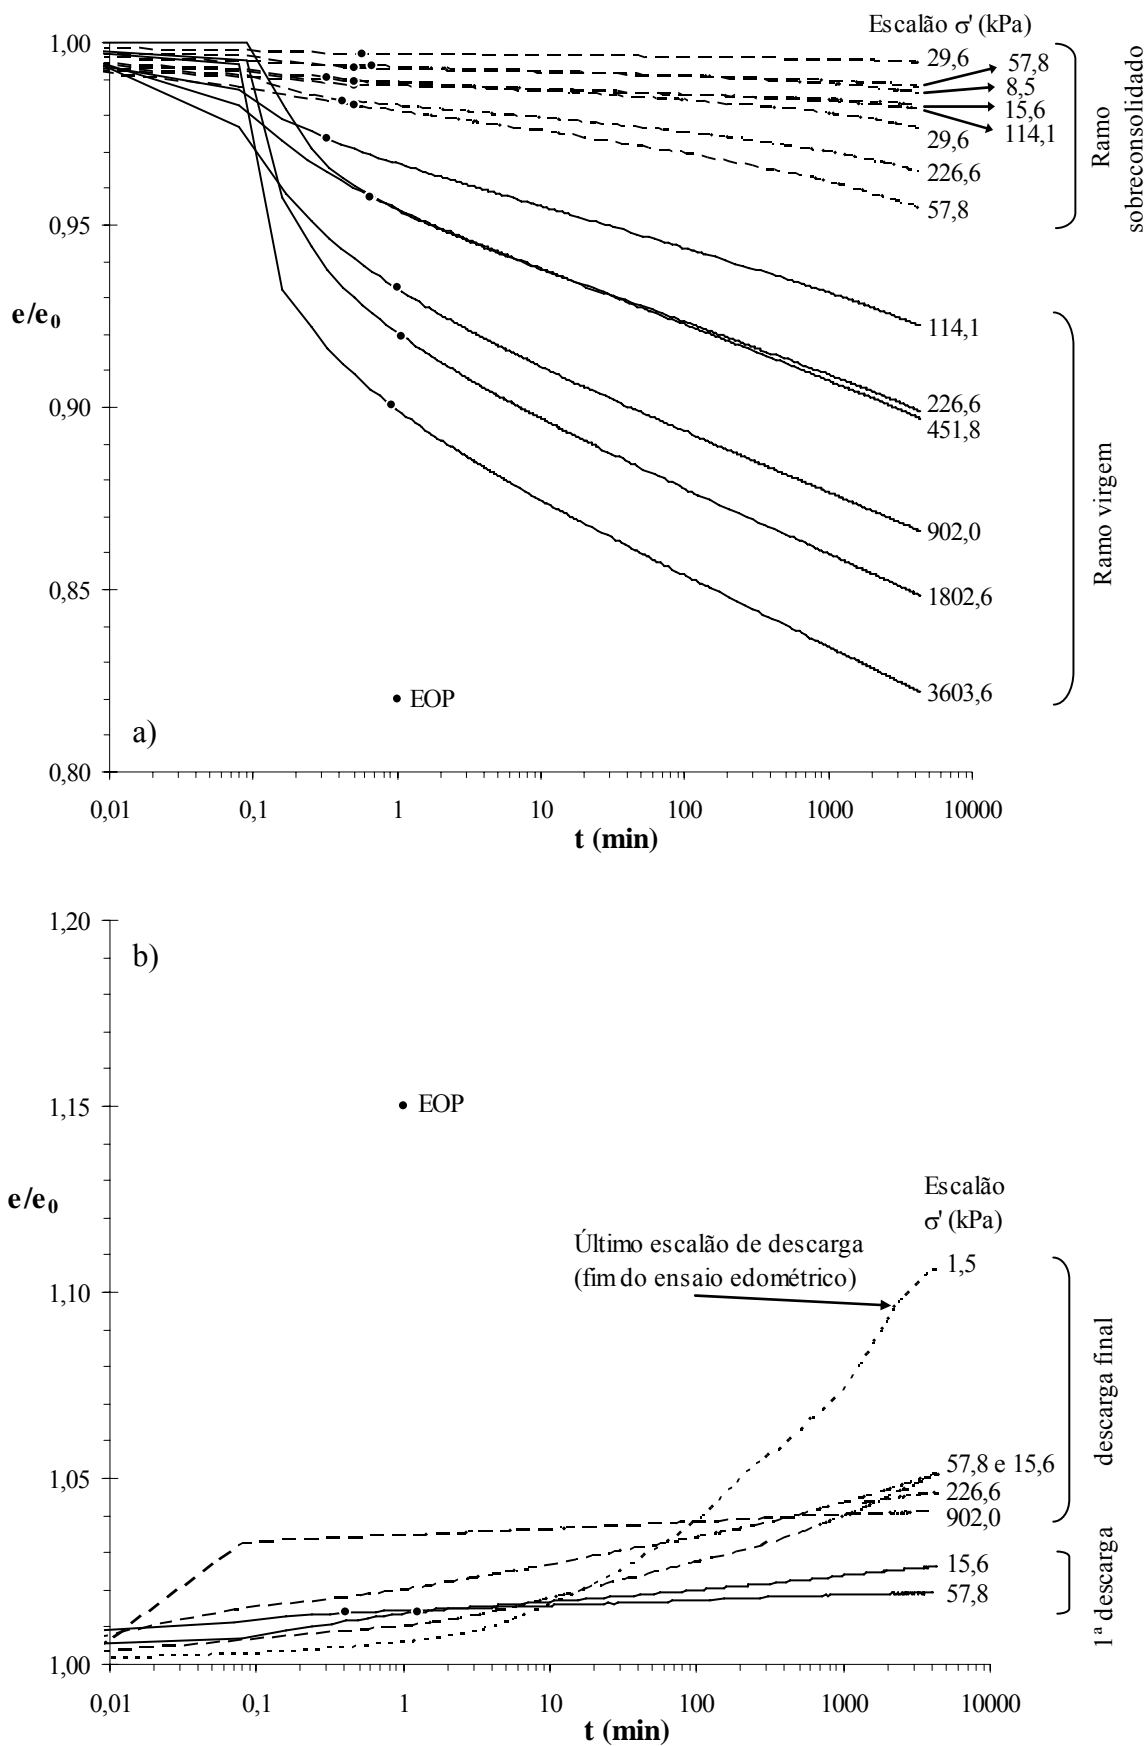 Escalão σ' (kPa)
1,00
29,6
57,8
8,5
15,6
114,1
29,6
226,6
57,8
Ramo
sobreconsolidado
0,95
e/e₀
114,1
0,90
226,6
451,8
902,0
0,85
1802,6
3603,6
Ramo virgem
EOP
a)
0,80
0,01 0,1 1 10 100 1000 10000
t (min)
1,20
b)
1,15
EOP
e/e₀
Escalão
σ' (kPa)
Último escalão de descarga
(fim do ensaio edométrico)
1,5
1,10
descarga final
1,05
57,8 e 15,6
226,6
902,0
15,6
57,8
1ª descarga
1,00
0,01 0,1 1 10 100 1000 10000
t (min)